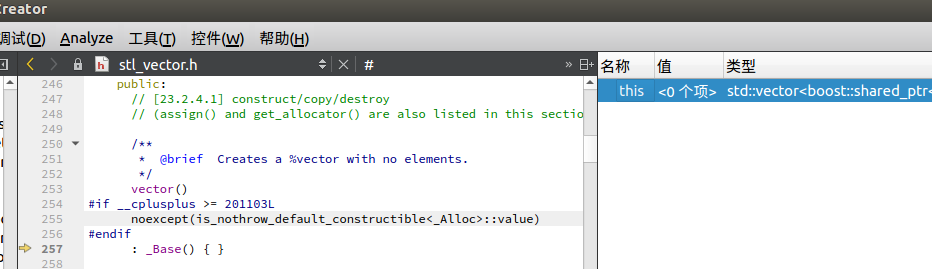 Creator
调试(D) Analyze 工具(T) 控件(W) 帮助(H)
stl_vector.h #
名称 值 类型
this <0 个项> std::vector<boost::shared_ptr<
246 public:
247 // [23.2.4.1] construct/copy/destroy
248 // (assign() and get_allocator() are also listed in this sectio
249
250 /**
251 * @brief Creates a %vector with no elements.
252 */
253 vector()
254 #if __cplusplus >= 201103L
255 noexcept(is_nothrow_default_constructible<_Alloc>::value)
256 #endif
257 : _Base() { }
258